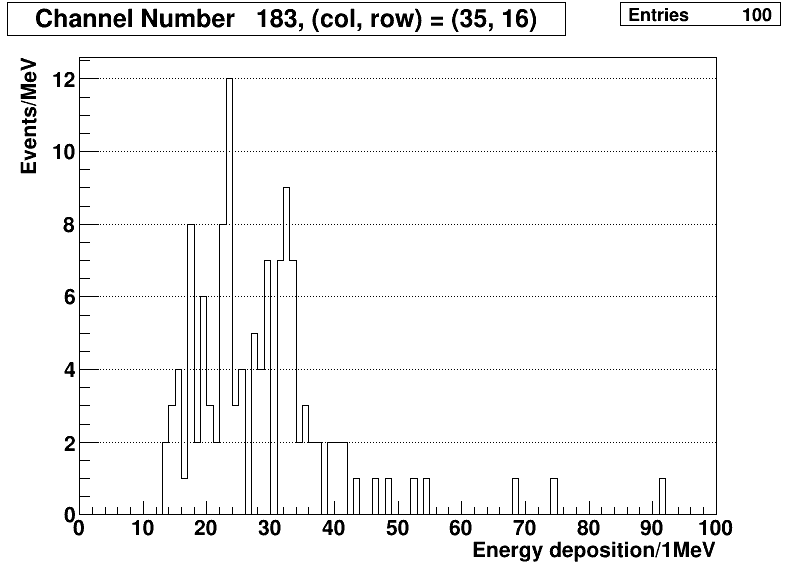 Channel Number 183, (col, row) = (35, 16)
Entries 100
Events/MeV
12
10
8
6
4
2
0
0 10 20 30 40 50 60 70 80 90 100
Energy deposition/1MeV